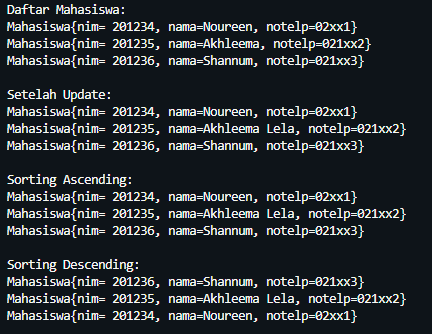 Daftar Mahasiswa:
Mahasiswa{nim= 201234, nama=Noureen, notelp=02xx1}
Mahasiswa{nim= 201235, nama=Akhleema, notelp=021xx2}
Mahasiswa{nim= 201236, nama=Shannum, notelp=021xx3}
Setelah Update:
Mahasiswa{nim= 201234, nama=Noureen, notelp=02xx1}
Mahasiswa{nim= 201235, nama=Akhleema Lela, notelp=021xx2}
Mahasiswa{nim= 201236, nama=Shannum, notelp=021xx3}
Sorting Ascending:
Mahasiswa{nim= 201234, nama=Noureen, notelp=02xx1}
Mahasiswa{nim= 201235, nama=Akhleema Lela, notelp=021xx2}
Mahasiswa{nim= 201236, nama=Shannum, notelp=021xx3}
Sorting Descending:
Mahasiswa{nim= 201236, nama=Shannum, notelp=021xx3}
Mahasiswa{nim= 201235, nama=Akhleema Lela, notelp=021xx2}
Mahasiswa{nim= 201234, nama=Noureen, notelp=02xx1}